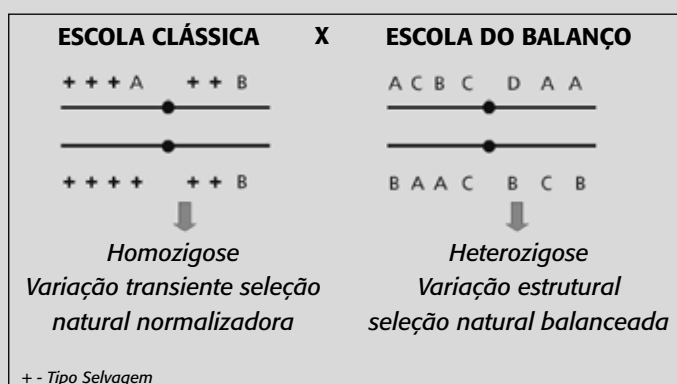 ESCOLA CLÁSSICA X ESCOLA DO BALANÇO
+ + + A + + B A C B C D A A
+ + + + + + B B A A C B C B
Homozigose Heterozigose
Variação transiente seleção Variação estrutural
natural normalizadora seleção natural balanceada
+ - Tipo Selvagem